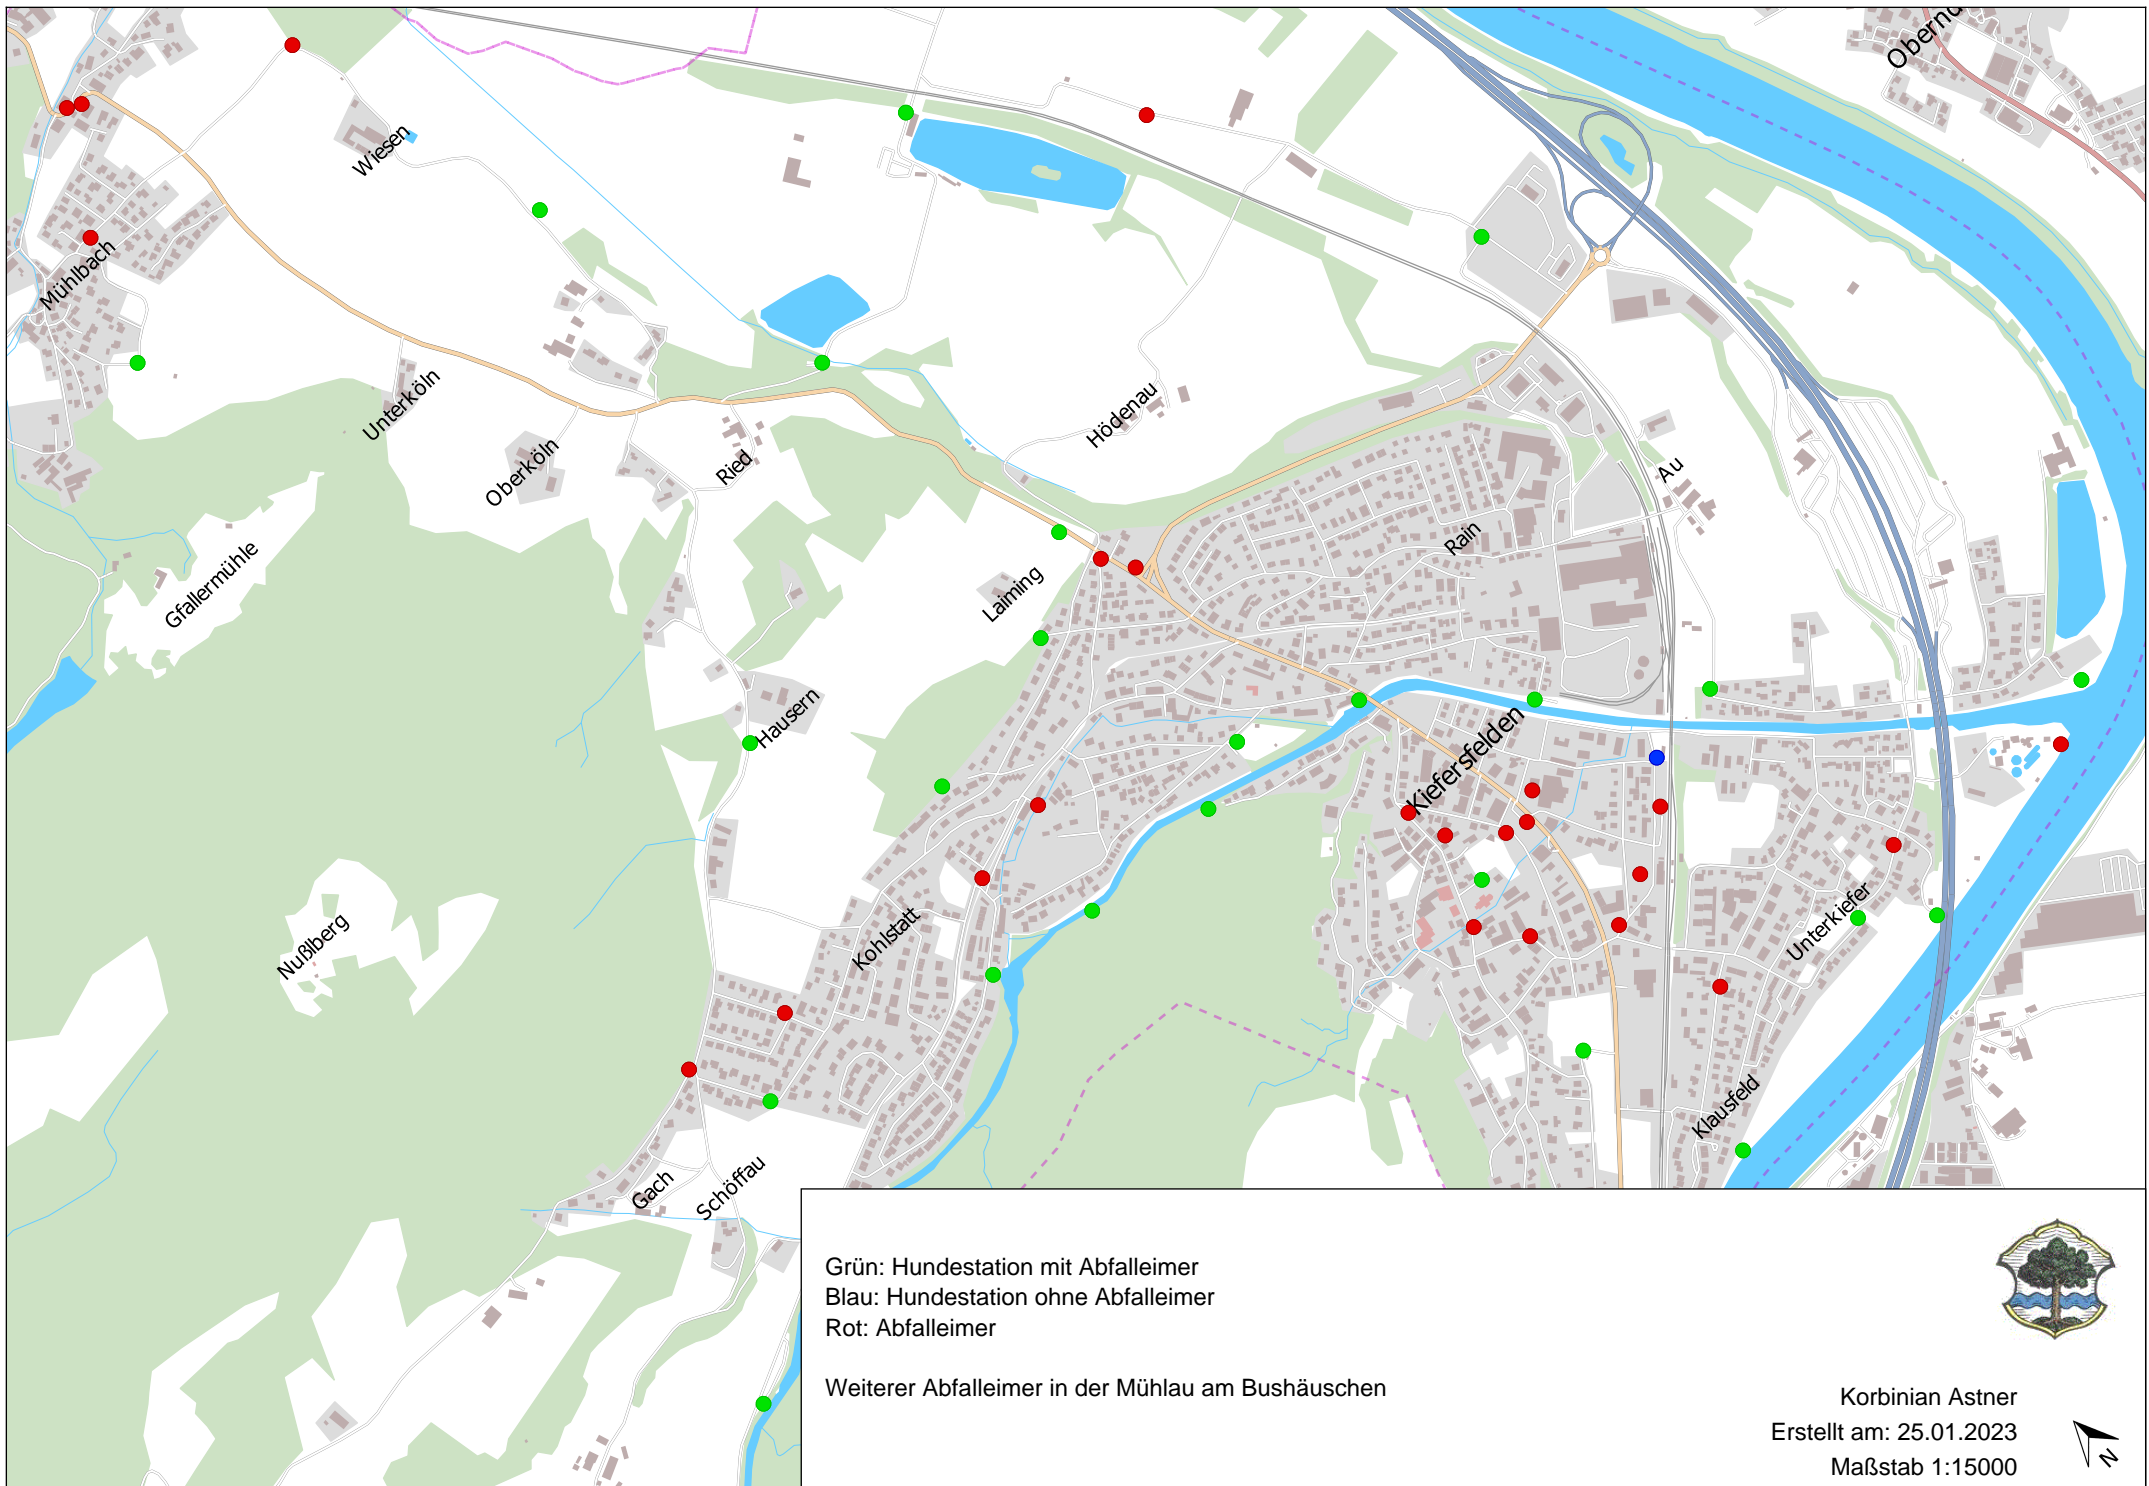 Obernd
Wiesen
Mühlbach
Unterköln
Oberköln
Ried
Hödenau
Au
Rain
Gfallermühle
Laiming
Hausern
Kiefersfelden
Nußlberg
Kohlstatt
Unterkiefer
Klausfeld
Gach
Schöffau
Grün: Hundestation mit Abfalleimer
Blau: Hundestation ohne Abfalleimer
Rot: Abfalleimer
Weiterer Abfalleimer in der Mühlau am Bushäuschen
Korbinian Astner
Erstellt am: 25.01.2023
Maßstab 1:15000
N